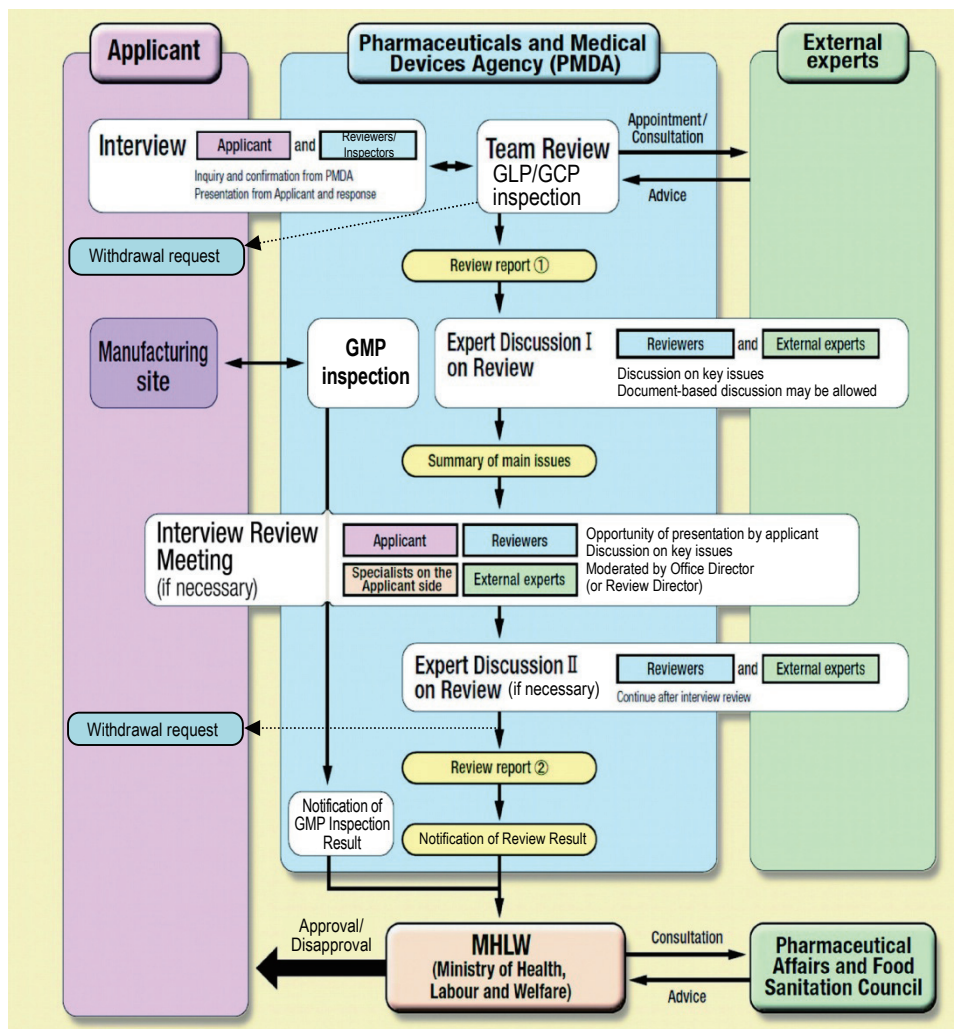 Applicant
Pharmaceuticals and Medical
Devices Agency (PMDA)
External
experts
Interview
Applicant
and
Reviewers/
Inspectors
Inquiry and confirmation from PMDA
Presentation from Applicant and response
Team Review
GLP/GCP
inspection
Appointment/
Consultation
Advice
Withdrawal request
Review report ①
Manufacturing
site
GMP
inspection
Expert Discussion Ⅰ
on Review
Reviewers
and
External experts
Discussion on key issues
Document-based discussion may be allowed
Summary of main issues
Interview Review
Meeting
(if necessary)
Applicant
Reviewers
Specialists on the
Applicant side
External experts
Opportunity of presentation by applicant
Discussion on key issues
Moderated by Office Director
(or Review Director)
Expert Discussion Ⅱ
on Review (if necessary)
Reviewers
and
External experts
Continue after interview review
Withdrawal request
Review report ②
Notification of
GMP Inspection
Result
Notification of Review Result
Approval/
Disapproval
MHLW
(Ministry of Health,
Labour and Welfare)
Consultation
Advice
Pharmaceutical
Affairs and Food
Sanitation Council